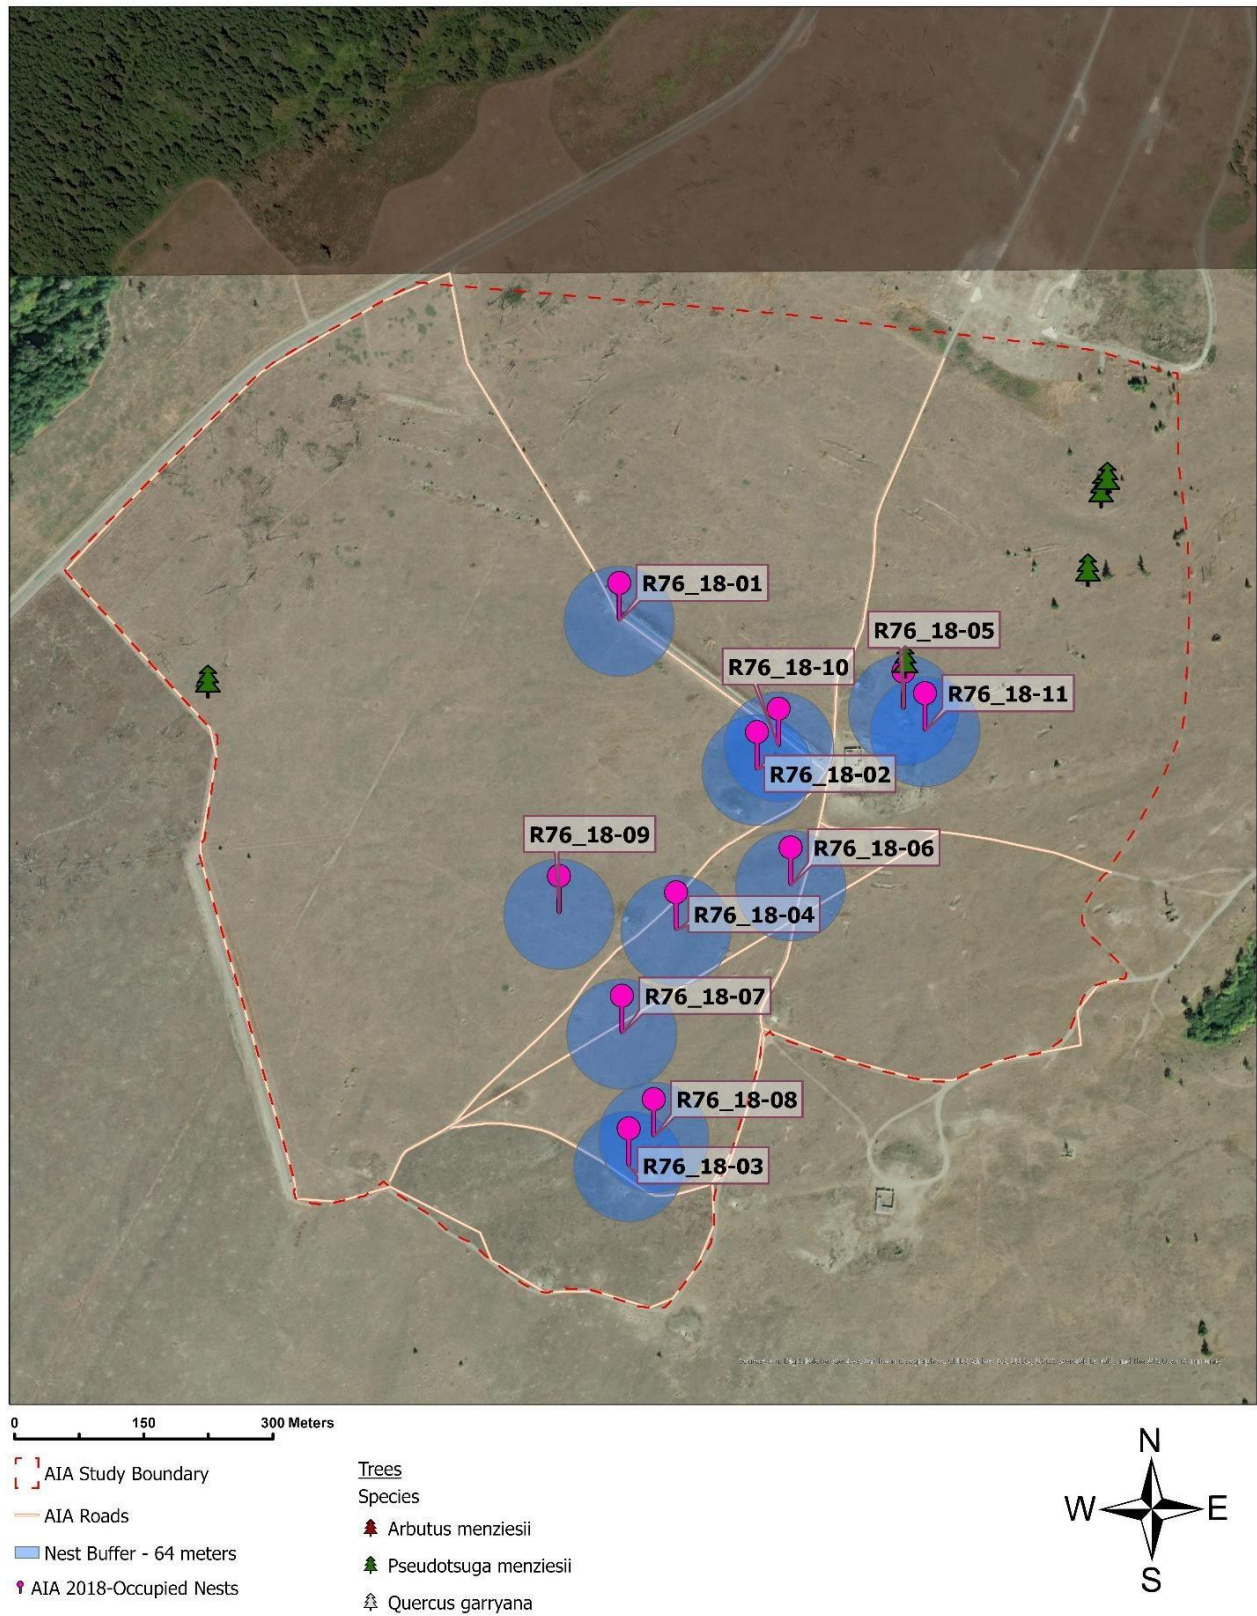 R76_18-01
R76_18-05
R76_18-10
R76_18-11
R76_18-02
R76_18-09
R76_18-06
R76_18-04
R76_18-07
R76_18-08
R76_18-03
0 150 300 Meters
AIA Study Boundary
AIA Roads
Nest Buffer - 64 meters
AIA 2018-Occupied Nests
Trees
Species
Arbutus menziesii
Pseudotsuga menziesii
Quercus garryana
N
W E
S